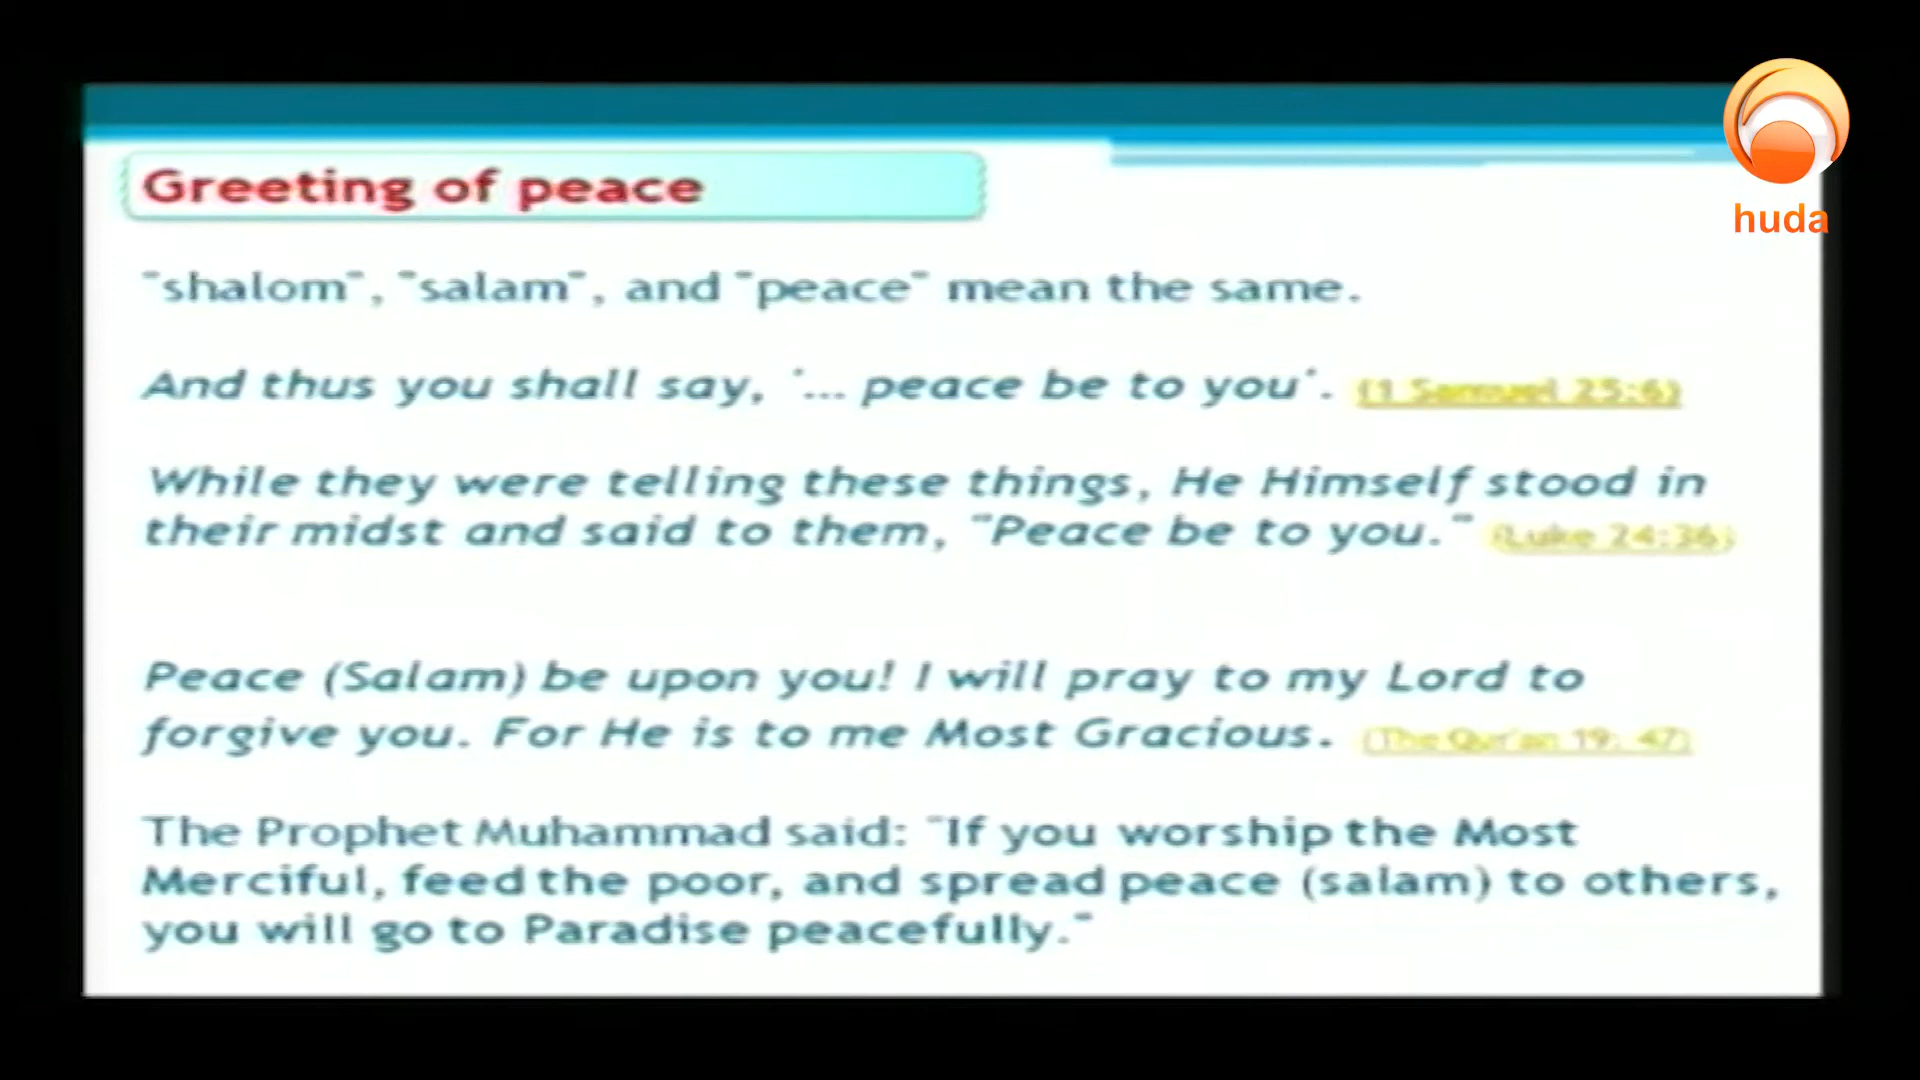 Greeting of peace
huda
"shalom", "salam", and "peace" mean the same.
And thus you shall say, '... peace be to you'. (1 Samuel 25:6)
While they were telling these things, He Himself stood in
their midst and said to them, "Peace be to you." (Luke 24:36)
Peace (Salam) be upon you! I will pray to my Lord to
forgive you. For He is to me Most Gracious. (The Qur'an 19: 47)
The Prophet Muhammad said: "If you worship the Most
Merciful, feed the poor, and spread peace (salam) to others,
you will go to Paradise peacefully."